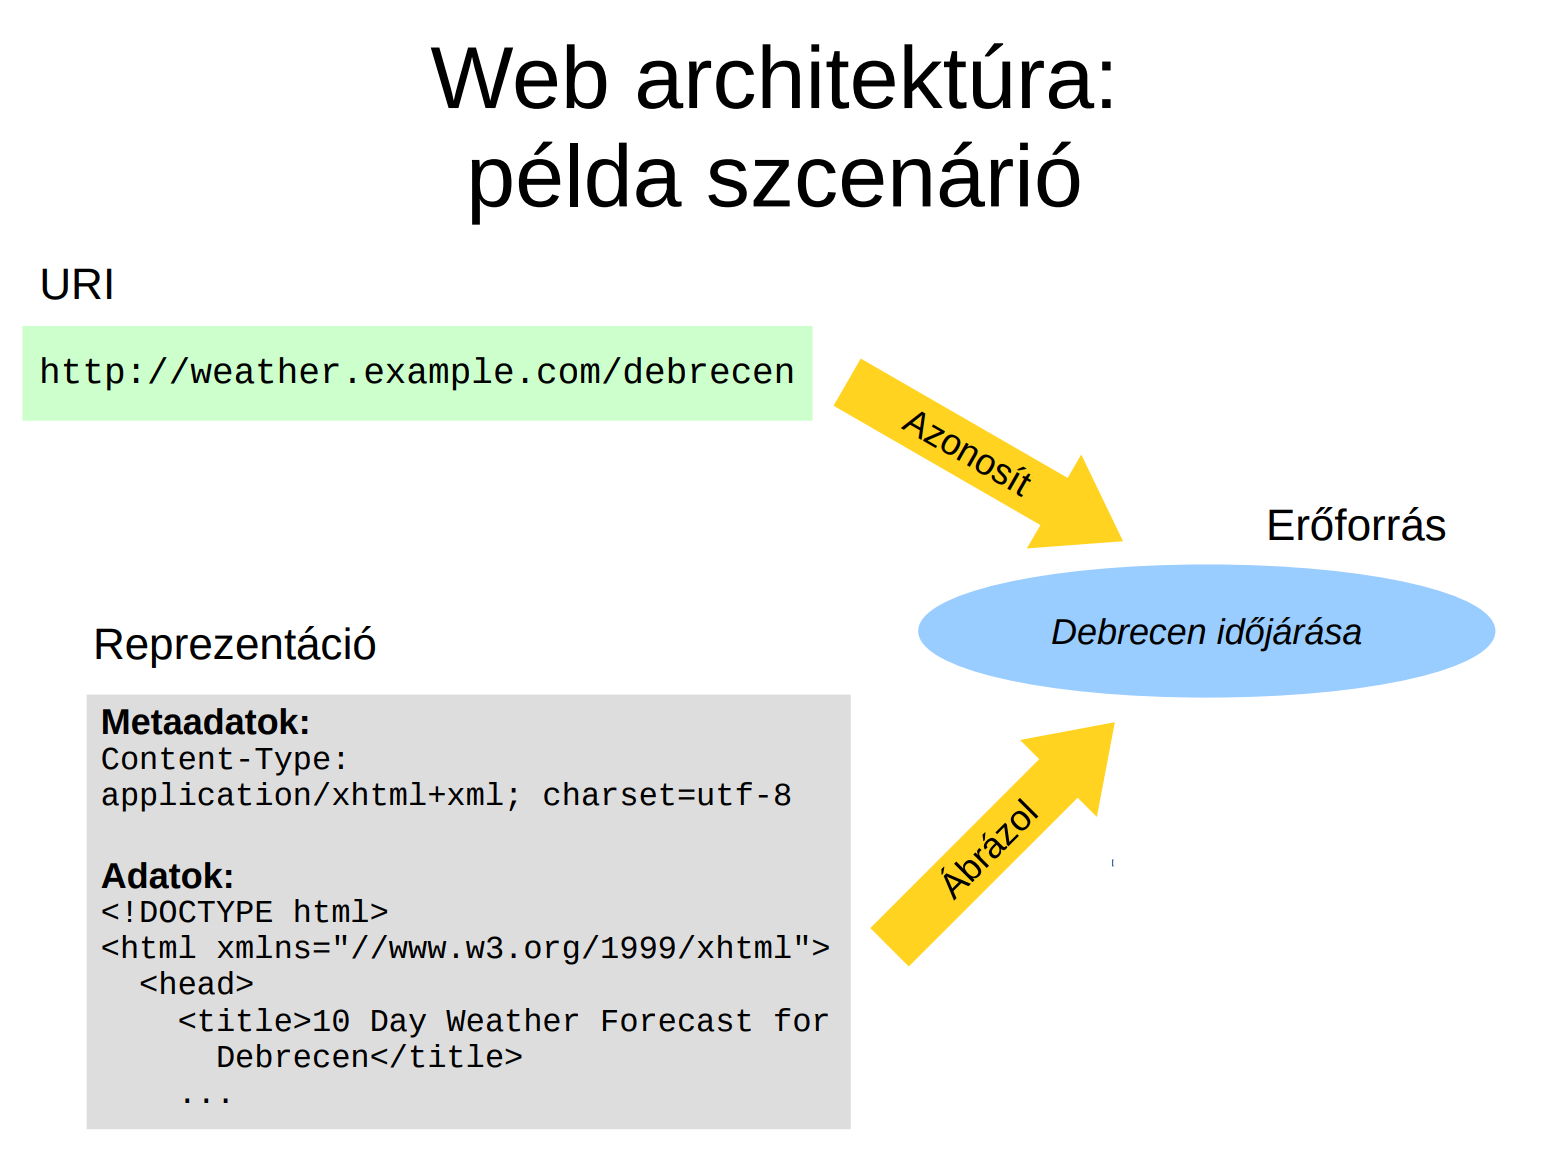 Web architektúra:
példa szcenárió
URI
http://weather.example.com/debrecen
Azonosít
Erőforrás
Debrecen időjárása
Reprezentáció
Metaadatok:
Content-Type:
application/xhtml+xml; charset=utf-8
Adatok:
<!DOCTYPE html>
<html xmlns="//www.w3.org/1999/xhtml">
  <head>
    <title>10 Day Weather Forecast for
      Debrecen</title>
    ...
Ábrázol